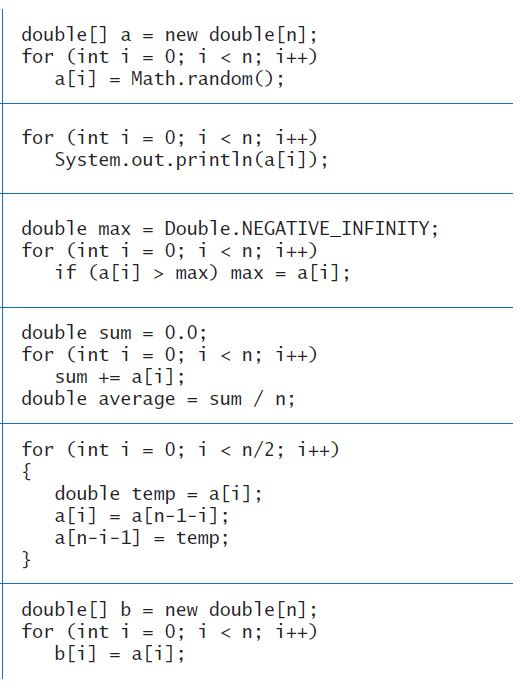 double[] a = new double[n];
for (int i = 0; i < n; i++)
   a[i] = Math.random();
for (int i = 0; i < n; i++)
   System.out.println(a[i]);
double max = Double.NEGATIVE_INFINITY;
for (int i = 0; i < n; i++)
   if (a[i] > max) max = a[i];
double sum = 0.0;
for (int i = 0; i < n; i++)
   sum += a[i];
double average = sum / n;
for (int i = 0; i < n/2; i++)
{
   double temp = a[i];
   a[i] = a[n-1-i];
   a[n-i-1] = temp;
}
double[] b = new double[n];
for (int i = 0; i < n; i++)
   b[i] = a[i];